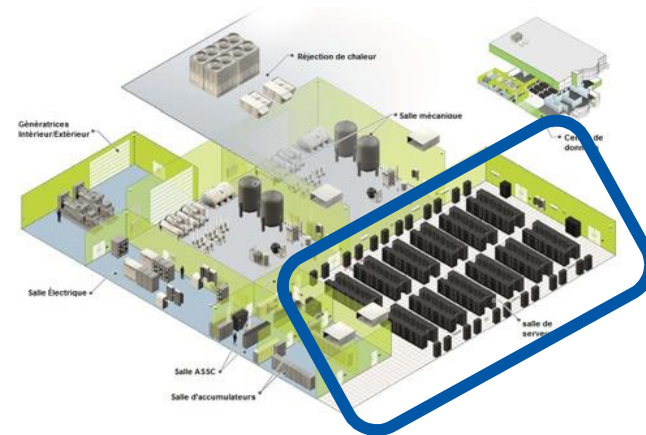 Réjection de chaleur
Salle mécanique
Génératrices
Intérieur/Extérieur
Salle Électrique
Salle ASSC
Salle d'accumulateurs
salle de